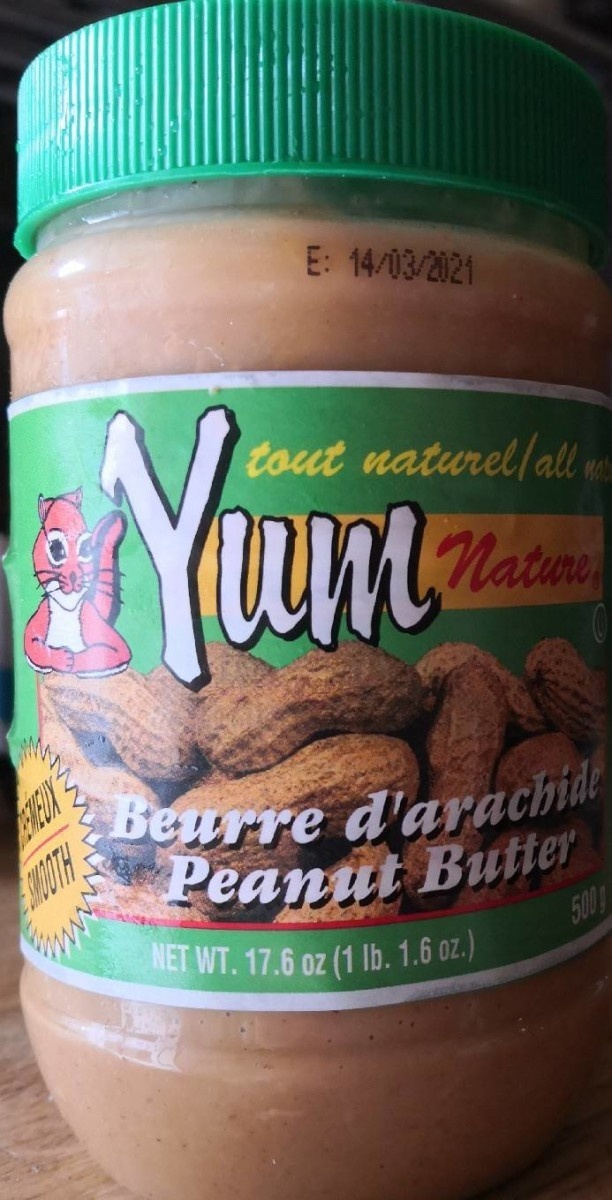 E: 14/03/2021
tout naturel/all
Yum
Nature
Beurre d'arachide
Peanut Butter
CRÉMEUX
SMOOTH
500 g
NET WT. 17.6 oz (1 lb. 1.6 oz.)